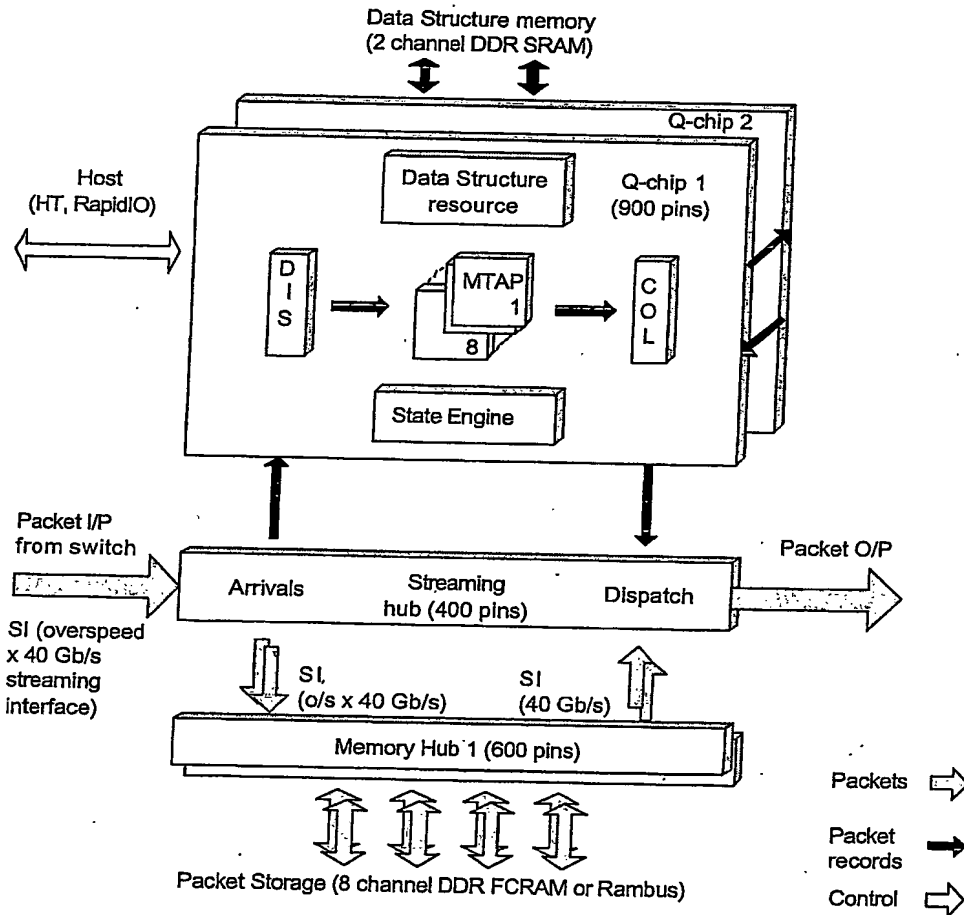 Data Structure memory
(2 channel DDR SRAM)
Q-chip 2
Host
(HT, RapidIO)
Data Structure
resource
Q-chip 1
(900 pins)
D
I
S
MTAP
1
8
C
O
L
State Engine
Packet I/P
from switch
Packet O/P
Arrivals
Streaming
hub (400 pins)
Dispatch
SI (overspeed
x 40 Gb/s
streaming
interface)
SI,
(o/s x 40 Gb/s)
SI
(40 Gb/s)
Memory Hub 1 (600 pins)
Packets
Packet
records
Control
Packet Storage (8 channel DDR FCRAM or Rambus)